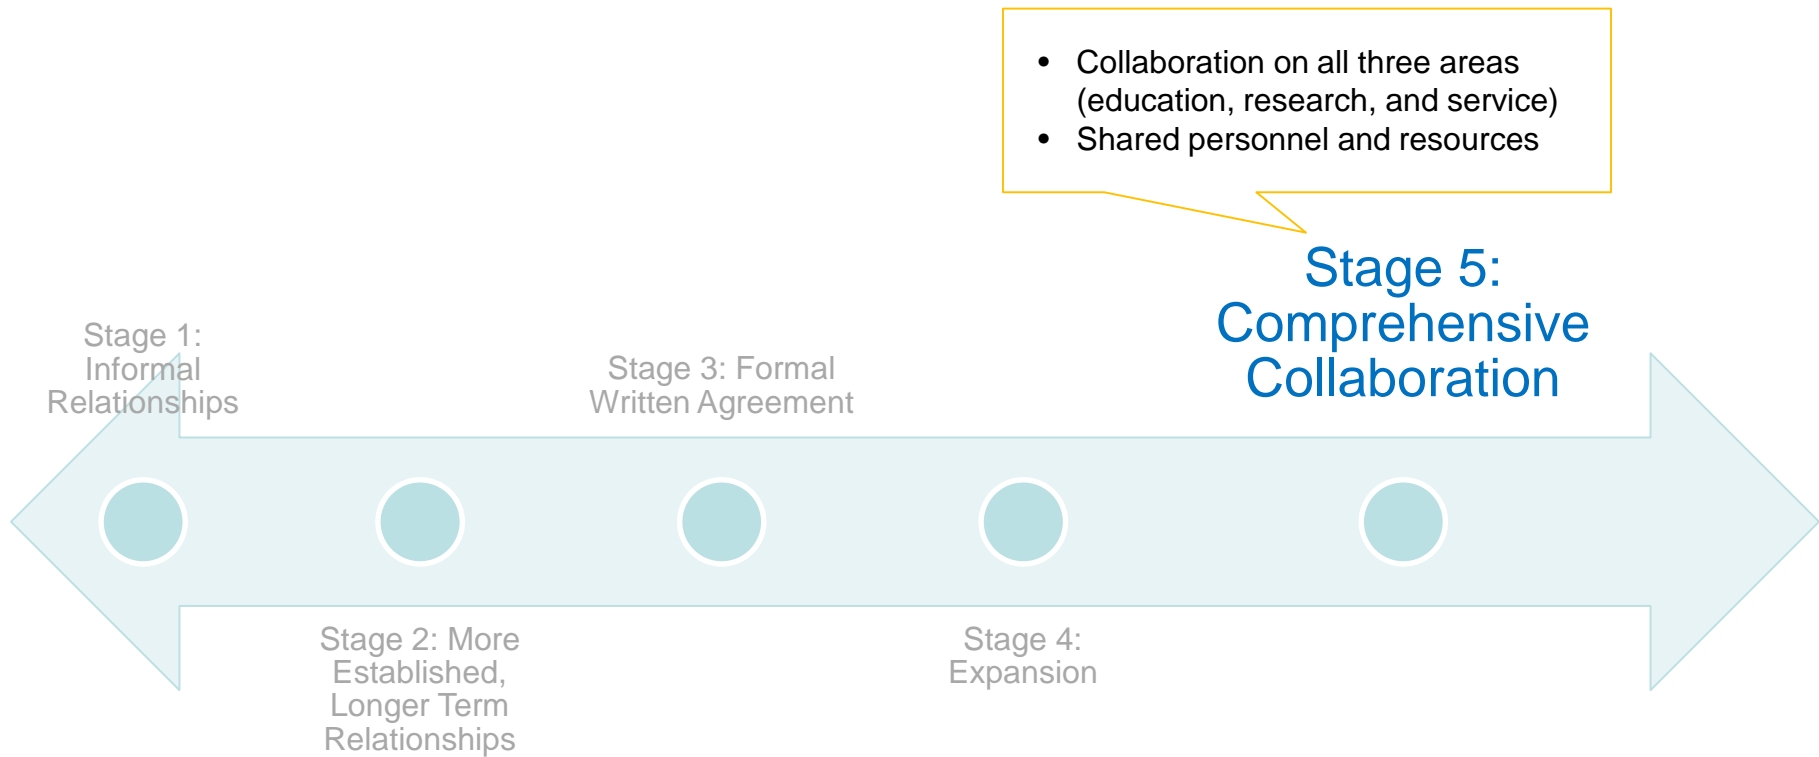 • Collaboration on all three areas
(education, research, and service)
• Shared personnel and resources
Stage 1:
Informal
Relationships
Stage 2: More
Established,
Longer Term
Relationships
Stage 3: Formal
Written Agreement
Stage 4:
Expansion
Stage 5:
Comprehensive
Collaboration